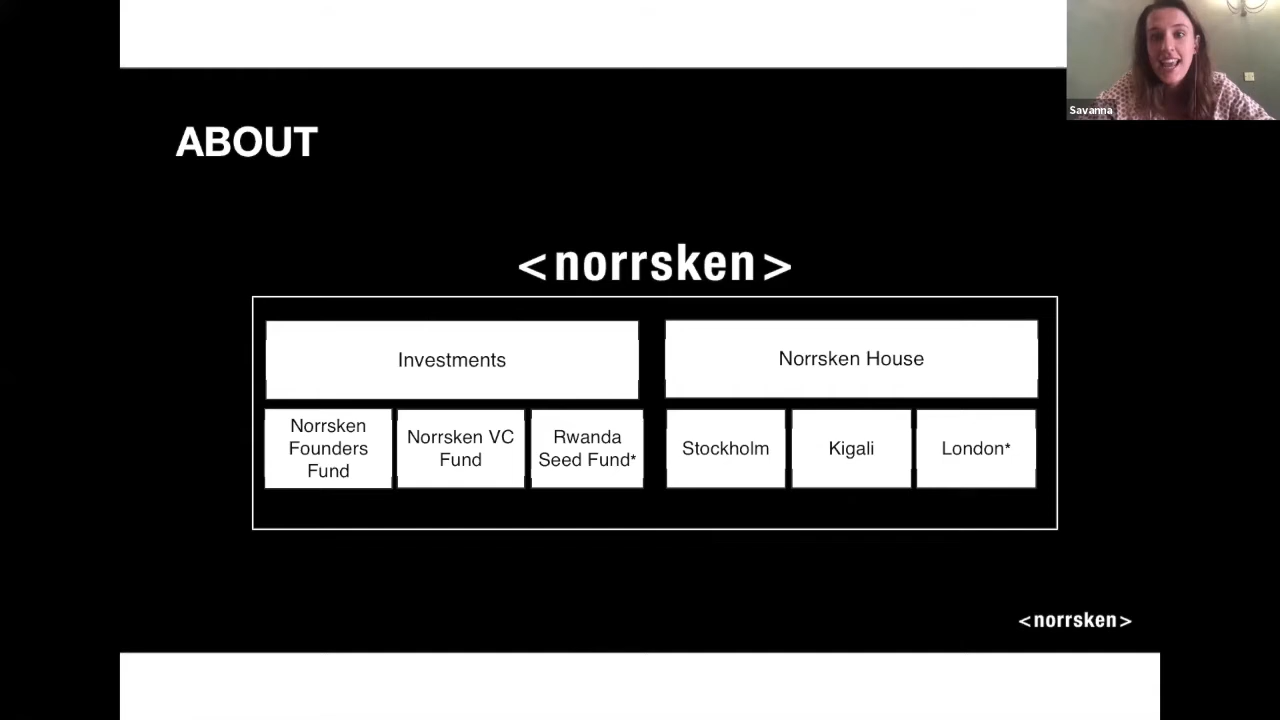 Savanna
ABOUT
<norrsken>
Investments
Norrsken House
Norrsken
Founders
Fund
Norrsken VC
Fund
Rwanda
Seed Fund*
Stockholm
Kigali
London*
<norrsken>